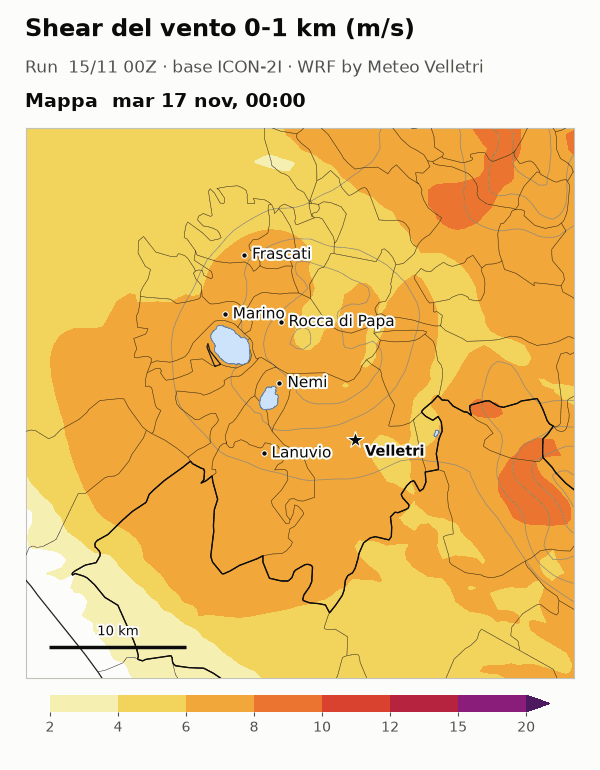 Shear del vento 0-1 km (m/s)
Run  15/11 00Z · base ICON-2I · WRF by Meteo Velletri
Mappa  mar 17 nov, 00:00
Frascati
Marino
Rocca di Papa
Nemi
Velletri
Lanuvio
10 km
2 4 6 8 10 12 15 20